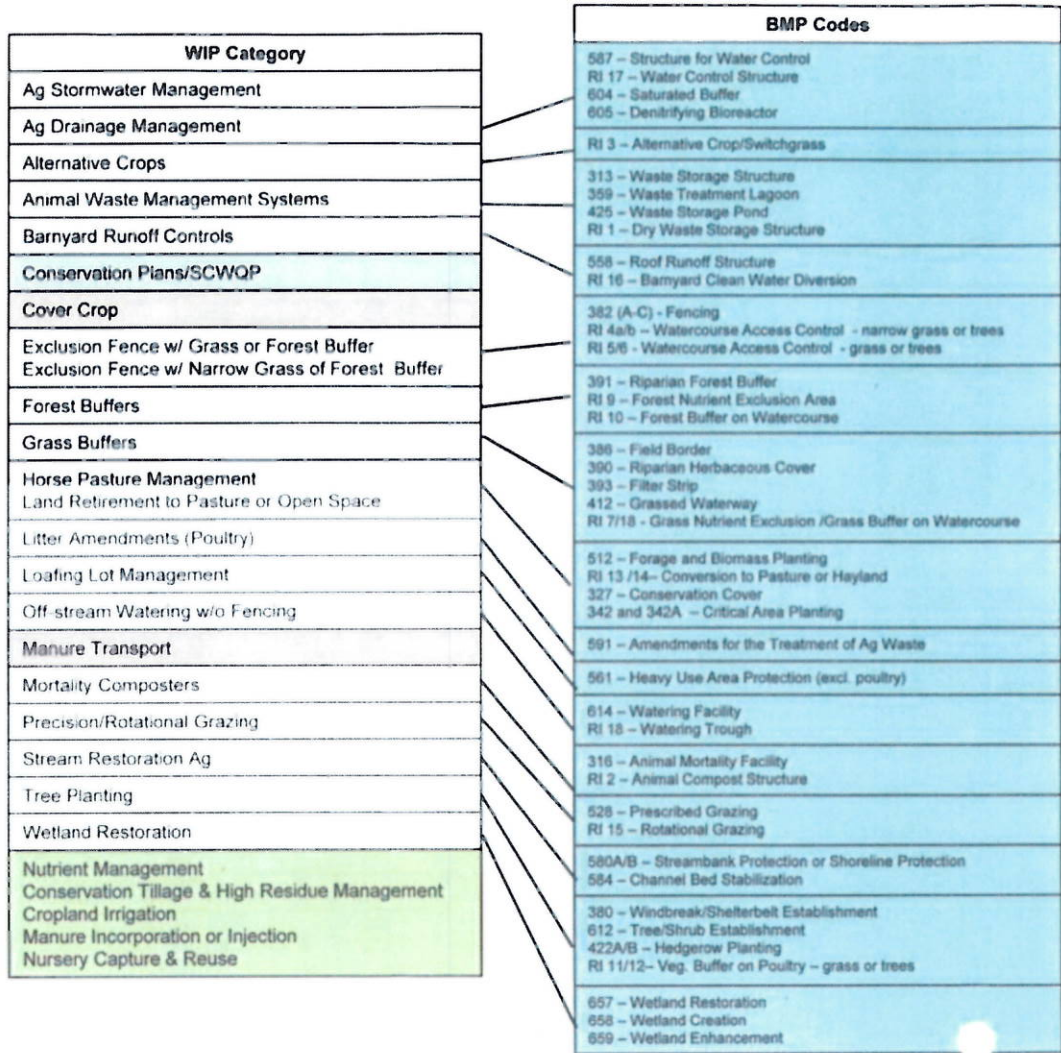 WIP Category
Ag Stormwater Management
Ag Drainage Management
Alternative Crops
Animal Waste Management Systems
Barnyard Runoff Controls
Conservation Plans/SCWQP
Cover Crop
Exclusion Fence w/ Grass or Forest Buffer
Exclusion Fence w/ Narrow Grass of Forest Buffer
Forest Buffers
Grass Buffers
Horse Pasture Management
Land Retirement to Pasture or Open Space
Litter Amendments (Poultry)
Loafing Lot Management
Off-stream Watering w/o Fencing
Manure Transport
Mortality Composters
Precision/Rotational Grazing
Stream Restoration Ag
Tree Planting
Wetland Restoration
Nutrient Management
Conservation Tillage & High Residue Management
Cropland Irrigation
Manure Incorporation or Injection
Nursery Capture & Reuse
BMP Codes
587 – Structure for Water Control
RI 17 – Water Control Structure
604 – Saturated Buffer
605 – Denitrifying Bioreactor
RI 3 – Alternative Crop/Switchgrass
313 – Waste Storage Structure
359 – Waste Treatment Lagoon
425 – Waste Storage Pond
RI 1 – Dry Waste Storage Structure
558 – Roof Runoff Structure
RI 16 – Barnyard Clean Water Diversion
382 (A-C) - Fencing
RI 4a/b – Watercourse Access Control - narrow grass or trees
RI 5/6 - Watercourse Access Control - grass or trees
391 – Riparian Forest Buffer
RI 9 – Forest Nutrient Exclusion Area
RI 10 – Forest Buffer on Watercourse
386 – Field Border
390 – Riparian Herbaceous Cover
393 – Filter Strip
412 – Grassed Waterway
RI 7/18 - Grass Nutrient Exclusion /Grass Buffer on Watercourse
512 – Forage and Biomass Planting
RI 13 /14– Conversion to Pasture or Hayland
327 – Conservation Cover
342 and 342A – Critical Area Planting
591 – Amendments for the Treatment of Ag Waste
561 – Heavy Use Area Protection (excl. poultry)
614 – Watering Facility
RI 18 – Watering Trough
316 – Animal Mortality Facility
RI 2 – Animal Compost Structure
528 – Prescribed Grazing
RI 15 – Rotational Grazing
580A/B – Streambank Protection or Shoreline Protection
584 – Channel Bed Stabilization
380 – Windbreak/Shelterbelt Establishment
612 – Tree/Shrub Establishment
422A/B – Hedgerow Planting
RI 11/12– Veg. Buffer on Poultry – grass or trees
657 – Wetland Restoration
658 – Wetland Creation
659 – Wetland Enhancement